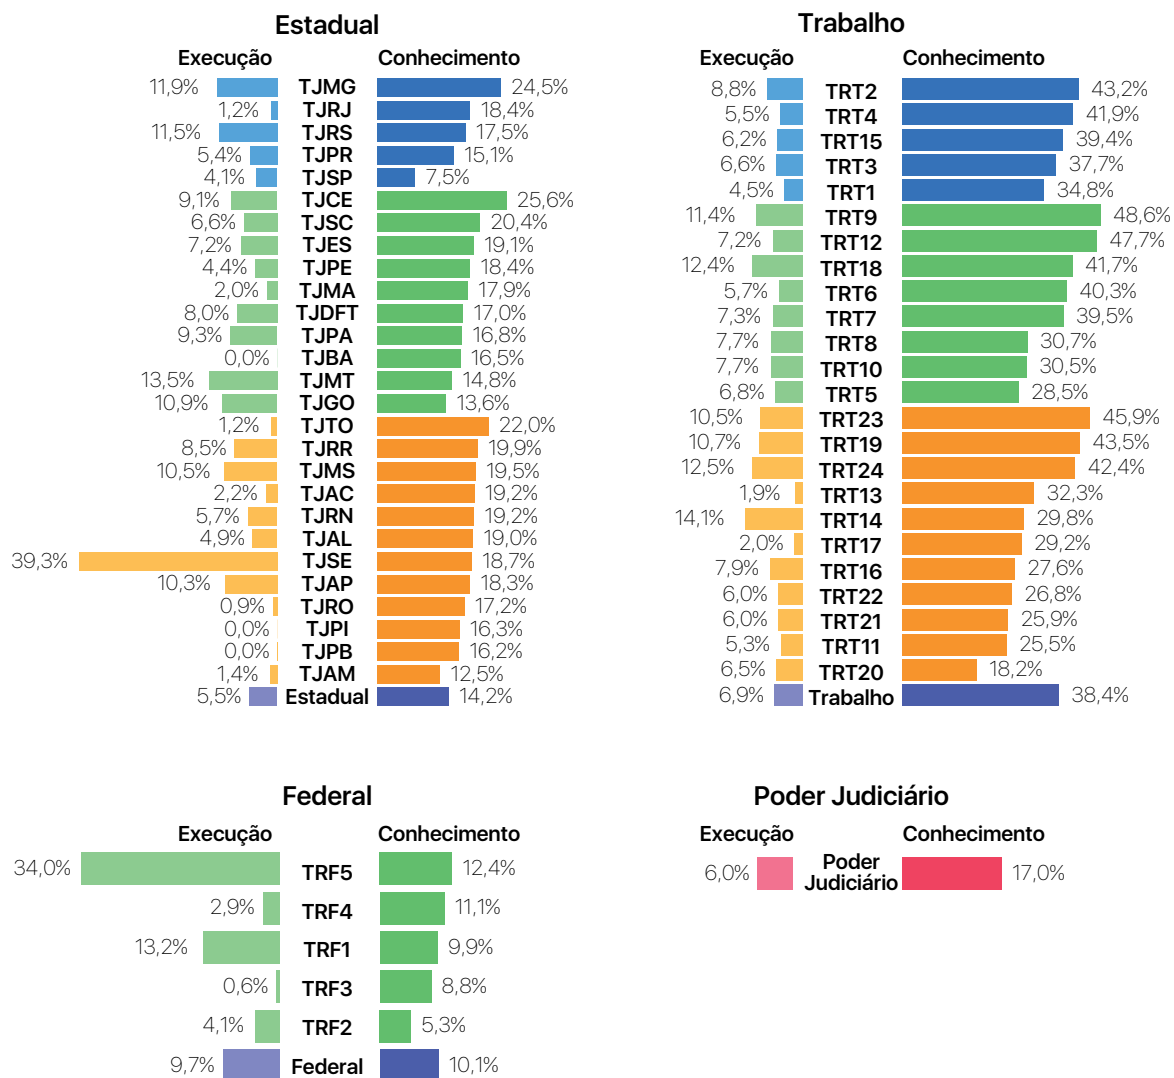 Estadual
Execução Conhecimento
11,9% TJMG 24,5%
1,2% TJRJ 18,4%
11,5% TJRS 17,5%
5,4% TJPR 15,1%
4,1% TJSP 7,5%
9,1% TJCE 25,6%
6,6% TJSC 20,4%
7,2% TJES 19,1%
4,4% TJPE 18,4%
2,0% TJMA 17,9%
8,0% TJDFT 17,0%
9,3% TJPA 16,8%
0,0% TJBA 16,5%
13,5% TJMT 14,8%
10,9% TJGO 13,6%
1,2% TJTO 22,0%
8,5% TJRR 19,9%
10,5% TJMS 19,5%
2,2% TJAC 19,2%
5,7% TJRN 19,2%
4,9% TJAL 19,0%
39,3% TJSE 18,7%
10,3% TJAP 18,3%
0,9% TJRO 17,2%
0,0% TJPI 16,3%
0,0% TJPB 16,2%
1,4% TJAM 12,5%
5,5% Estadual 14,2%
Trabalho
Execução Conhecimento
8,8% TRT2 43,2%
5,5% TRT4 41,9%
6,2% TRT15 39,4%
6,6% TRT3 37,7%
4,5% TRT1 34,8%
11,4% TRT9 48,6%
7,2% TRT12 47,7%
12,4% TRT18 41,7%
5,7% TRT6 40,3%
7,3% TRT7 39,5%
7,7% TRT8 30,7%
7,7% TRT10 30,5%
6,8% TRT5 28,5%
10,5% TRT23 45,9%
10,7% TRT19 43,5%
12,5% TRT24 42,4%
1,9% TRT13 32,3%
14,1% TRT14 29,8%
2,0% TRT17 29,2%
7,9% TRT16 27,6%
6,0% TRT22 26,8%
6,0% TRT21 25,9%
5,3% TRT11 25,5%
6,5% TRT20 18,2%
6,9% Trabalho 38,4%
Federal
Execução Conhecimento
34,0% TRF5 12,4%
2,9% TRF4 11,1%
13,2% TRF1 9,9%
0,6% TRF3 8,8%
4,1% TRF2 5,3%
9,7% Federal 10,1%
Poder Judiciário
Execução Conhecimento
6,0% Poder 17,0%
Judiciário